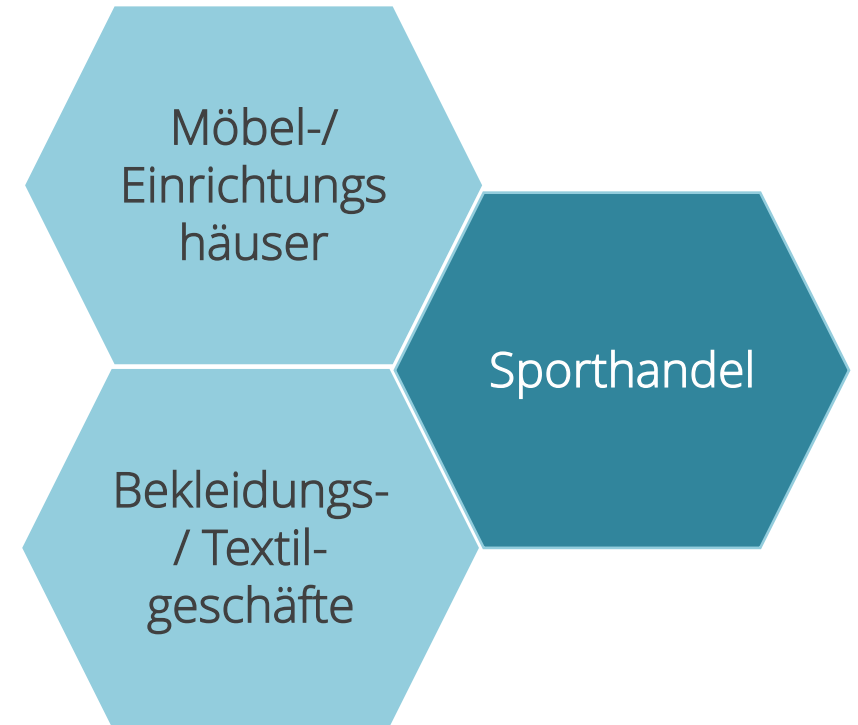 Möbel-/
Einrichtungs
häuser
Sporthandel
Bekleidungs-
/ Textil-
geschäfte